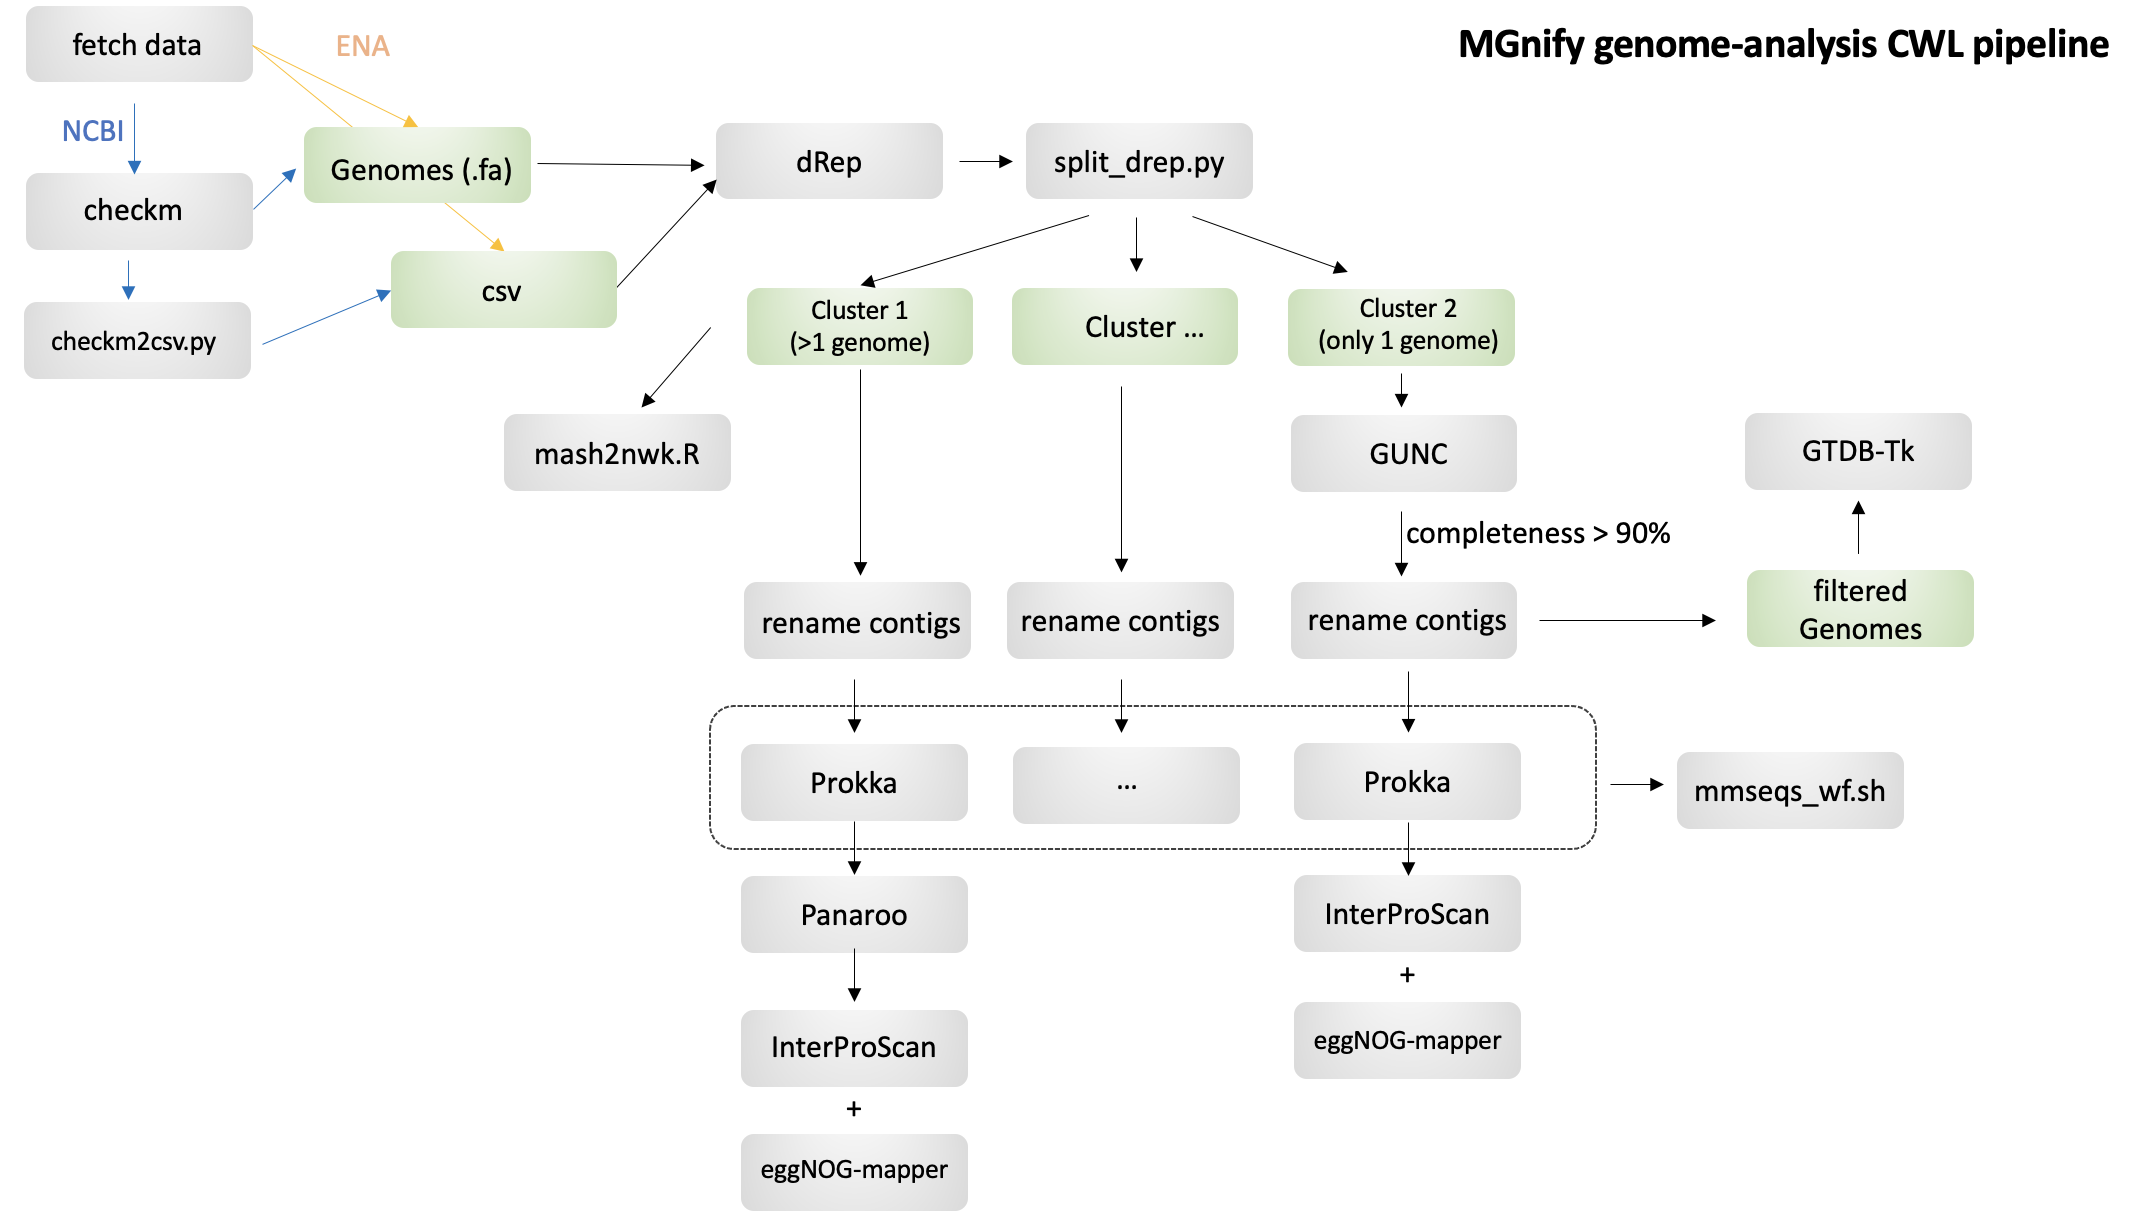 MGnify genome-analysis CWL pipeline
fetch data
ENA
NCBI
checkm
checkm2csv.py
Genomes (.fa)
csv
dRep
split_drep.py
Cluster 1
(>1 genome)
Cluster ...
Cluster 2
(only 1 genome)
mash2nwk.R
GUNC
completeness > 90%
GTDB-Tk
filtered
Genomes
rename contigs
rename contigs
rename contigs
Prokka
...
Prokka
mmseqs_wf.sh
Panaroo
InterProScan
+
eggNOG-mapper
InterProScan
+
eggNOG-mapper